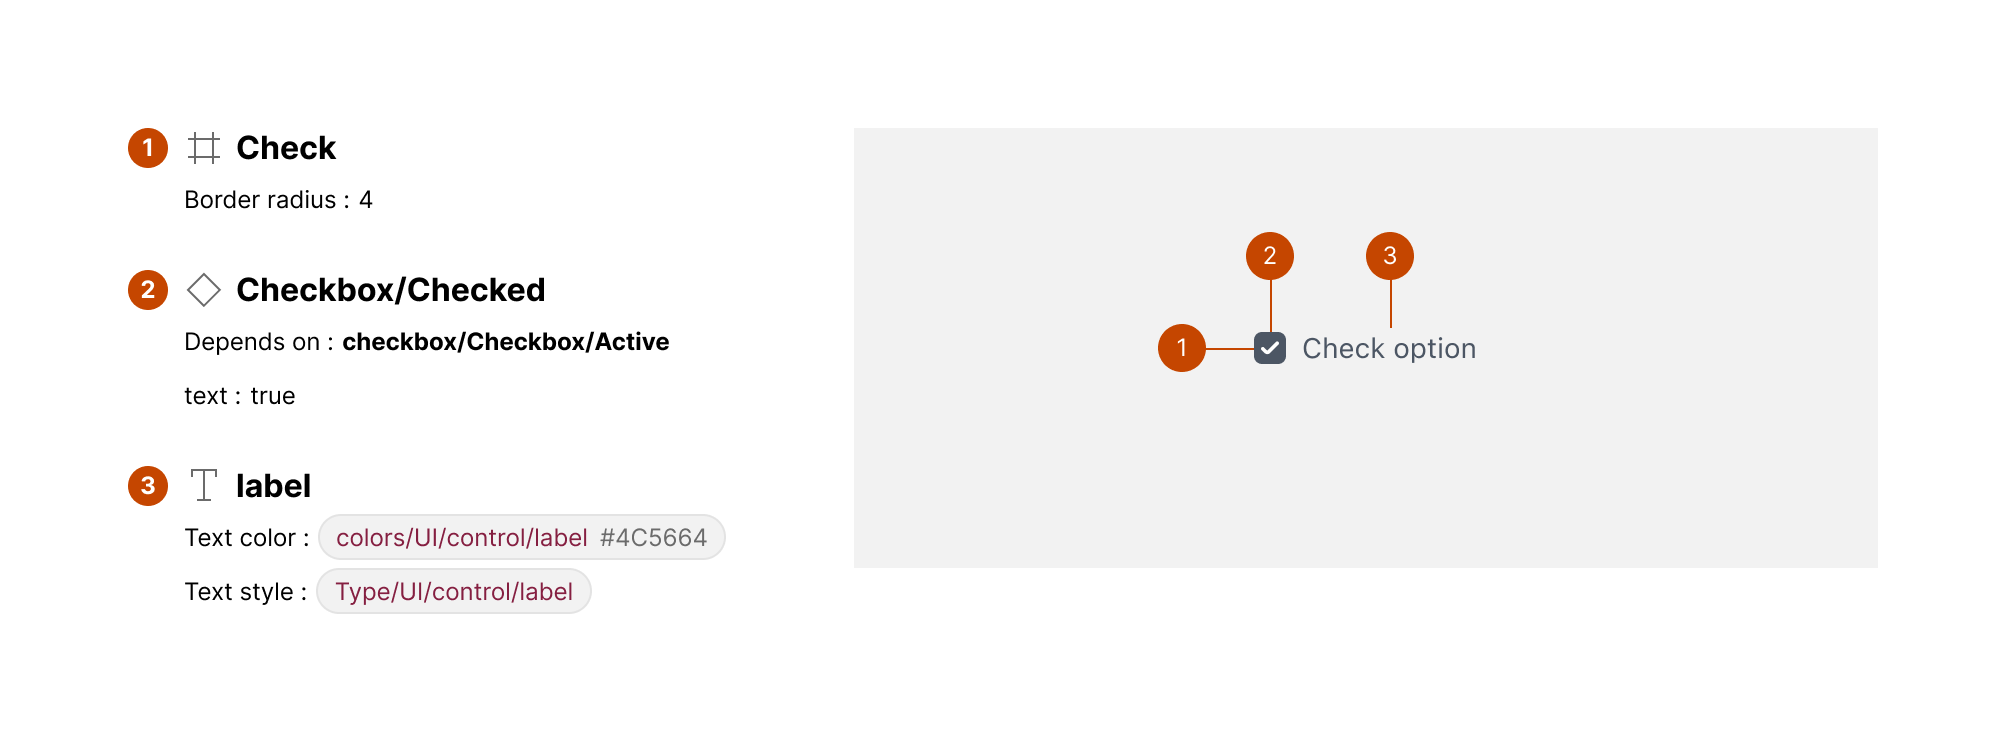 1 Check
Border radius : 4
2 Checkbox/Checked
Depends on : checkbox/Checkbox/Active
text : true
3 label
Text color : colors/UI/control/label #4C5664
Text style : Type/UI/control/label
2 3
1 Check option